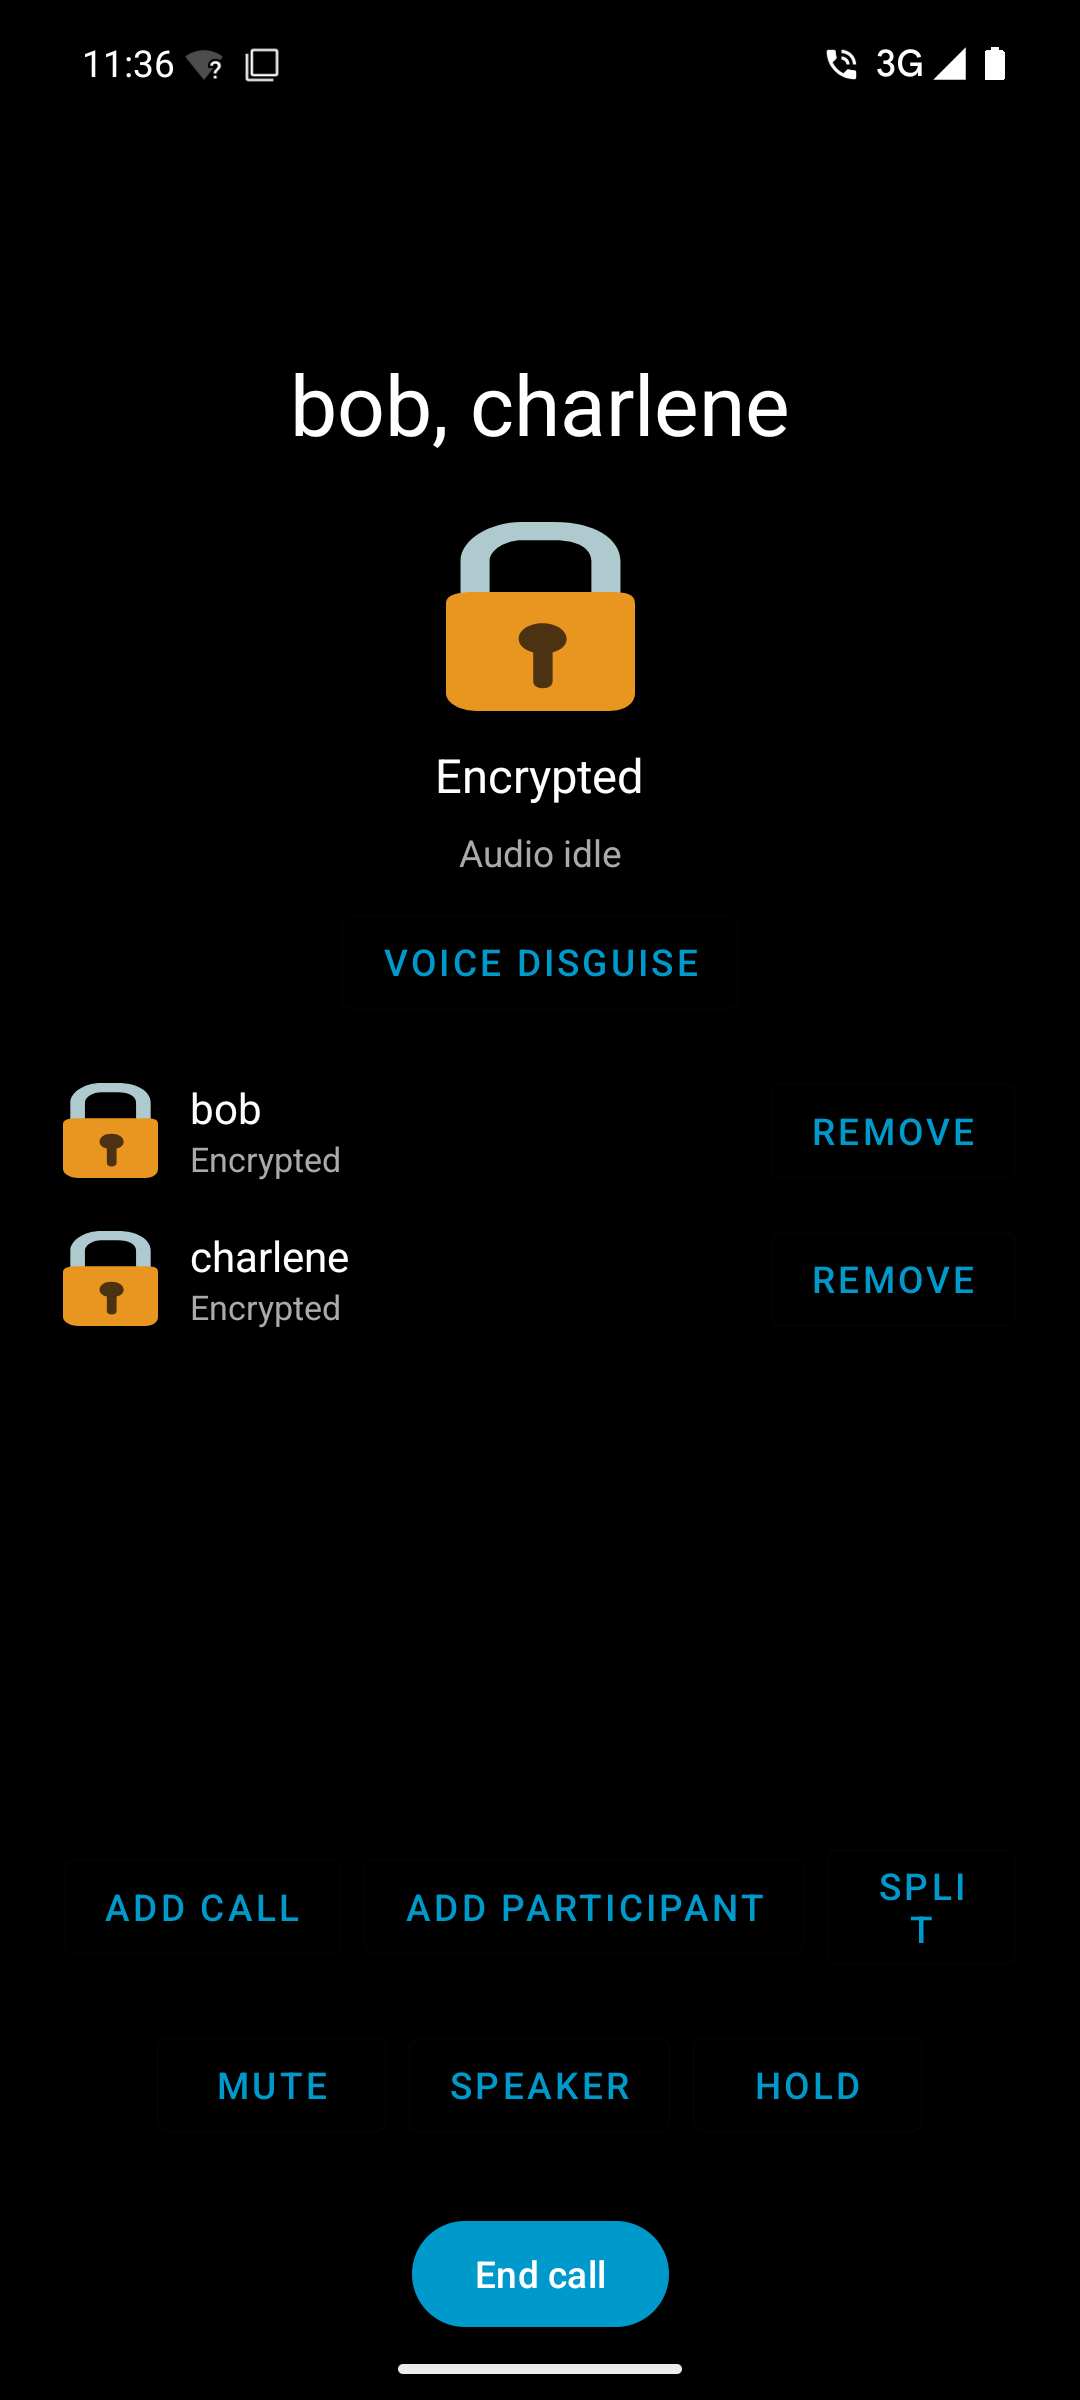 11:36
3G
bob, charlene
Encrypted
Audio idle
VOICE DISGUISE
bob
Encrypted
REMOVE
charlene
Encrypted
REMOVE
ADD CALL
ADD PARTICIPANT
SPLI
T
MUTE
SPEAKER
HOLD
End call